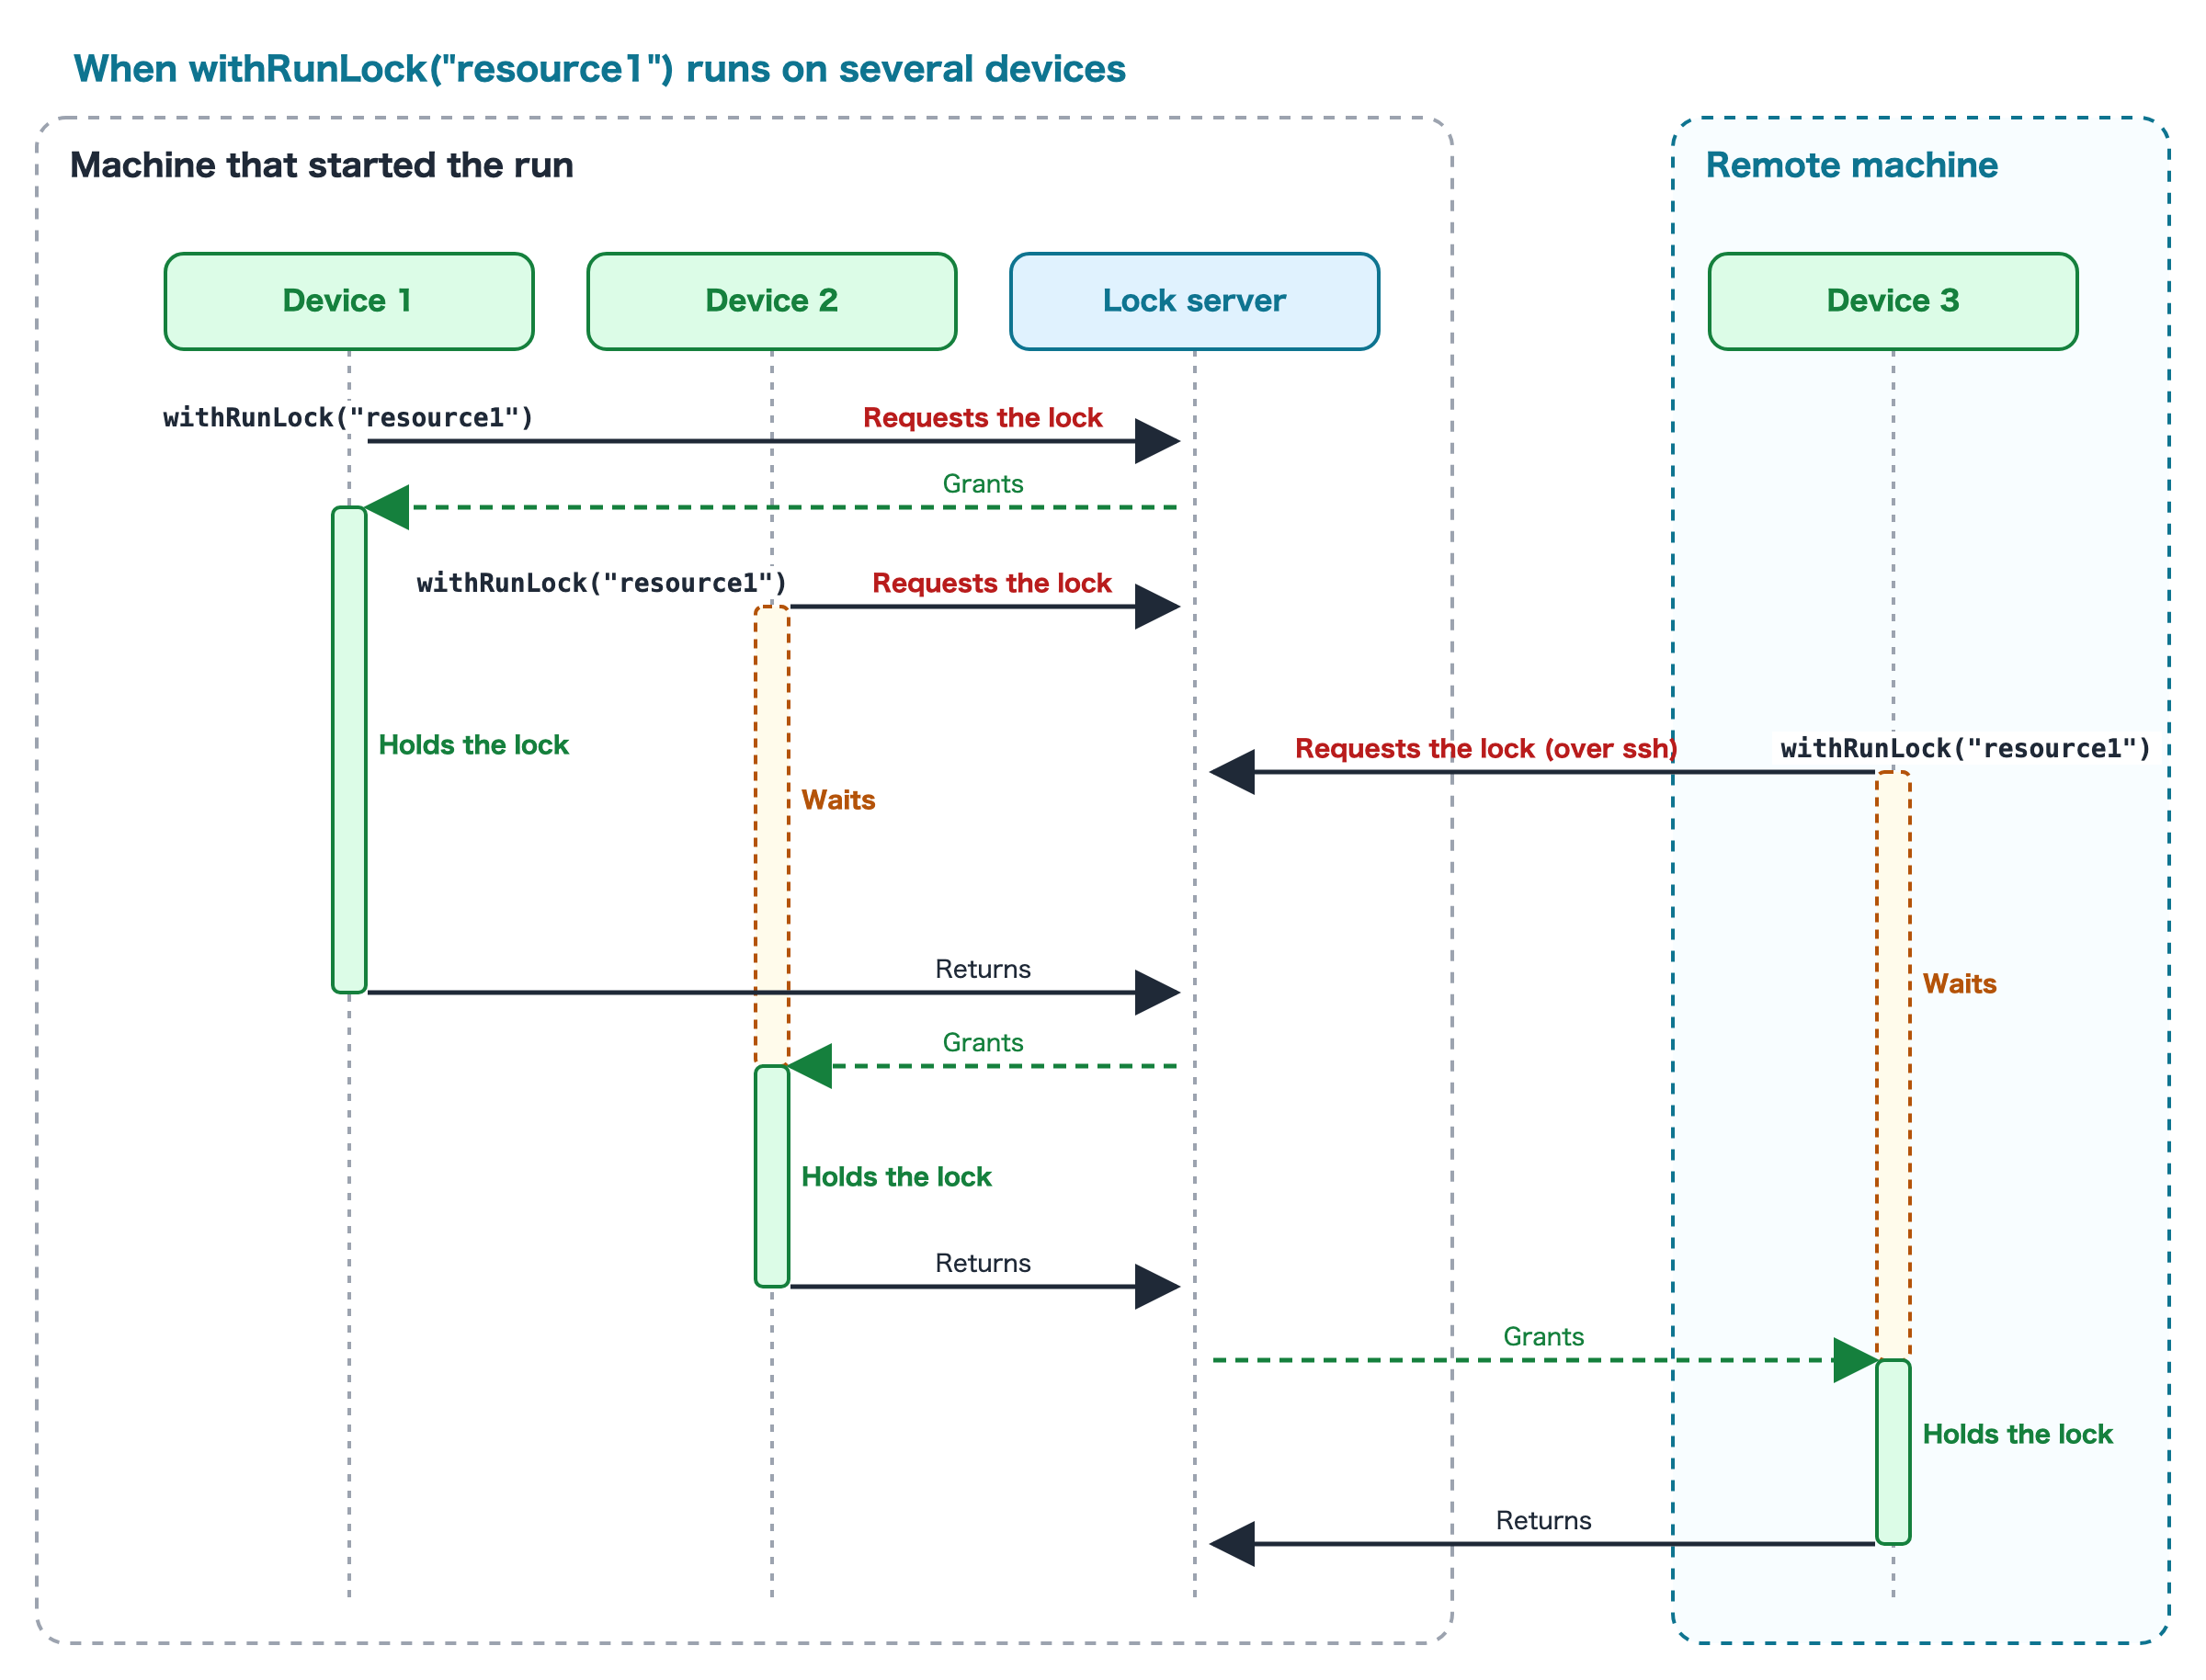 When withRunLock("resource1") runs on several devices
Machine that started the run
Remote machine
Device 1
Device 2
Lock server
Device 3
withRunLock("resource1")
Requests the lock
Grants
withRunLock("resource1")
Requests the lock
Holds the lock
Requests the lock (over ssh)
withRunLock("resource1")
Waits
Returns
Waits
Grants
Holds the lock
Returns
Grants
Holds the lock
Returns